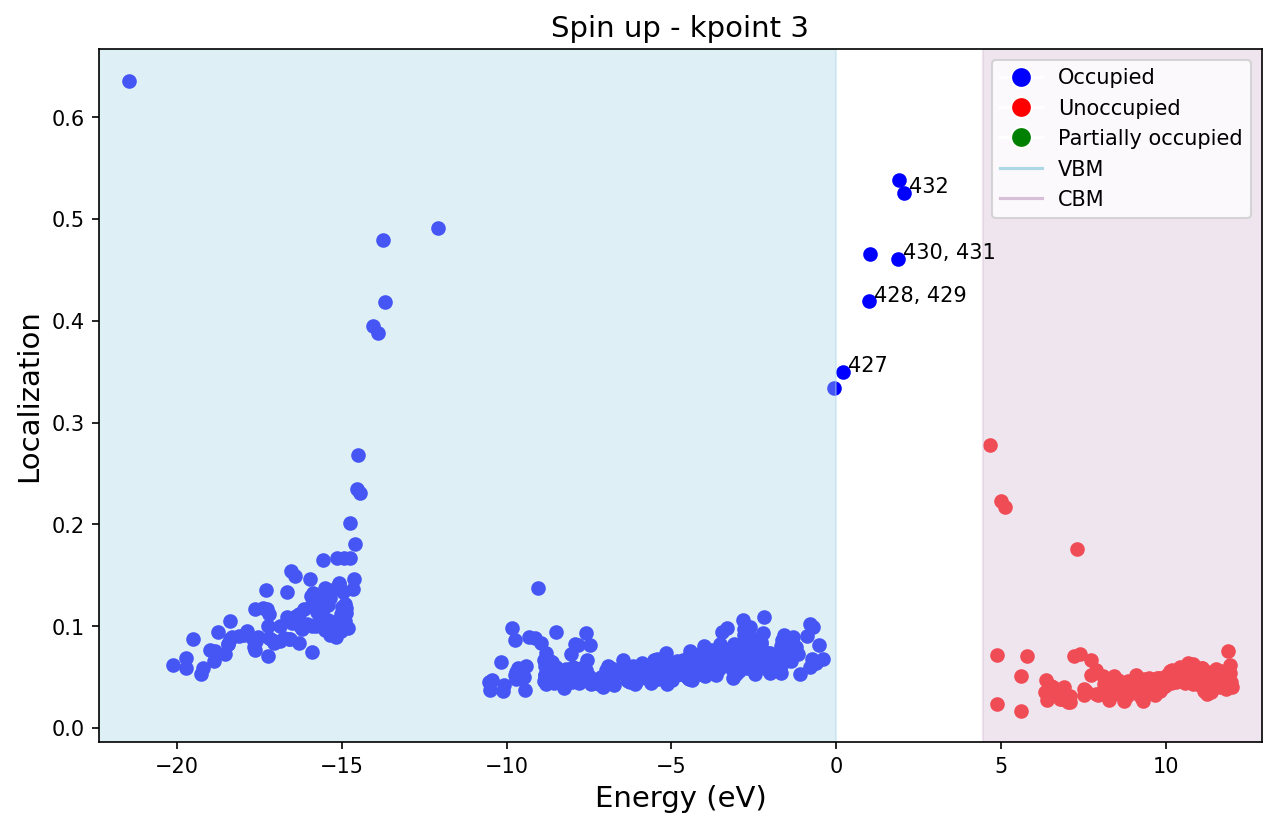 Spin up - kpoint 3
Localization
0.6
0.5
0.4
0.3
0.2
0.1
0.0
432
430, 431
428, 429
427
Occupied
Unoccupied
Partially occupied
VBM
CBM
−20
−15
−10
−5
0
5
10
Energy (eV)